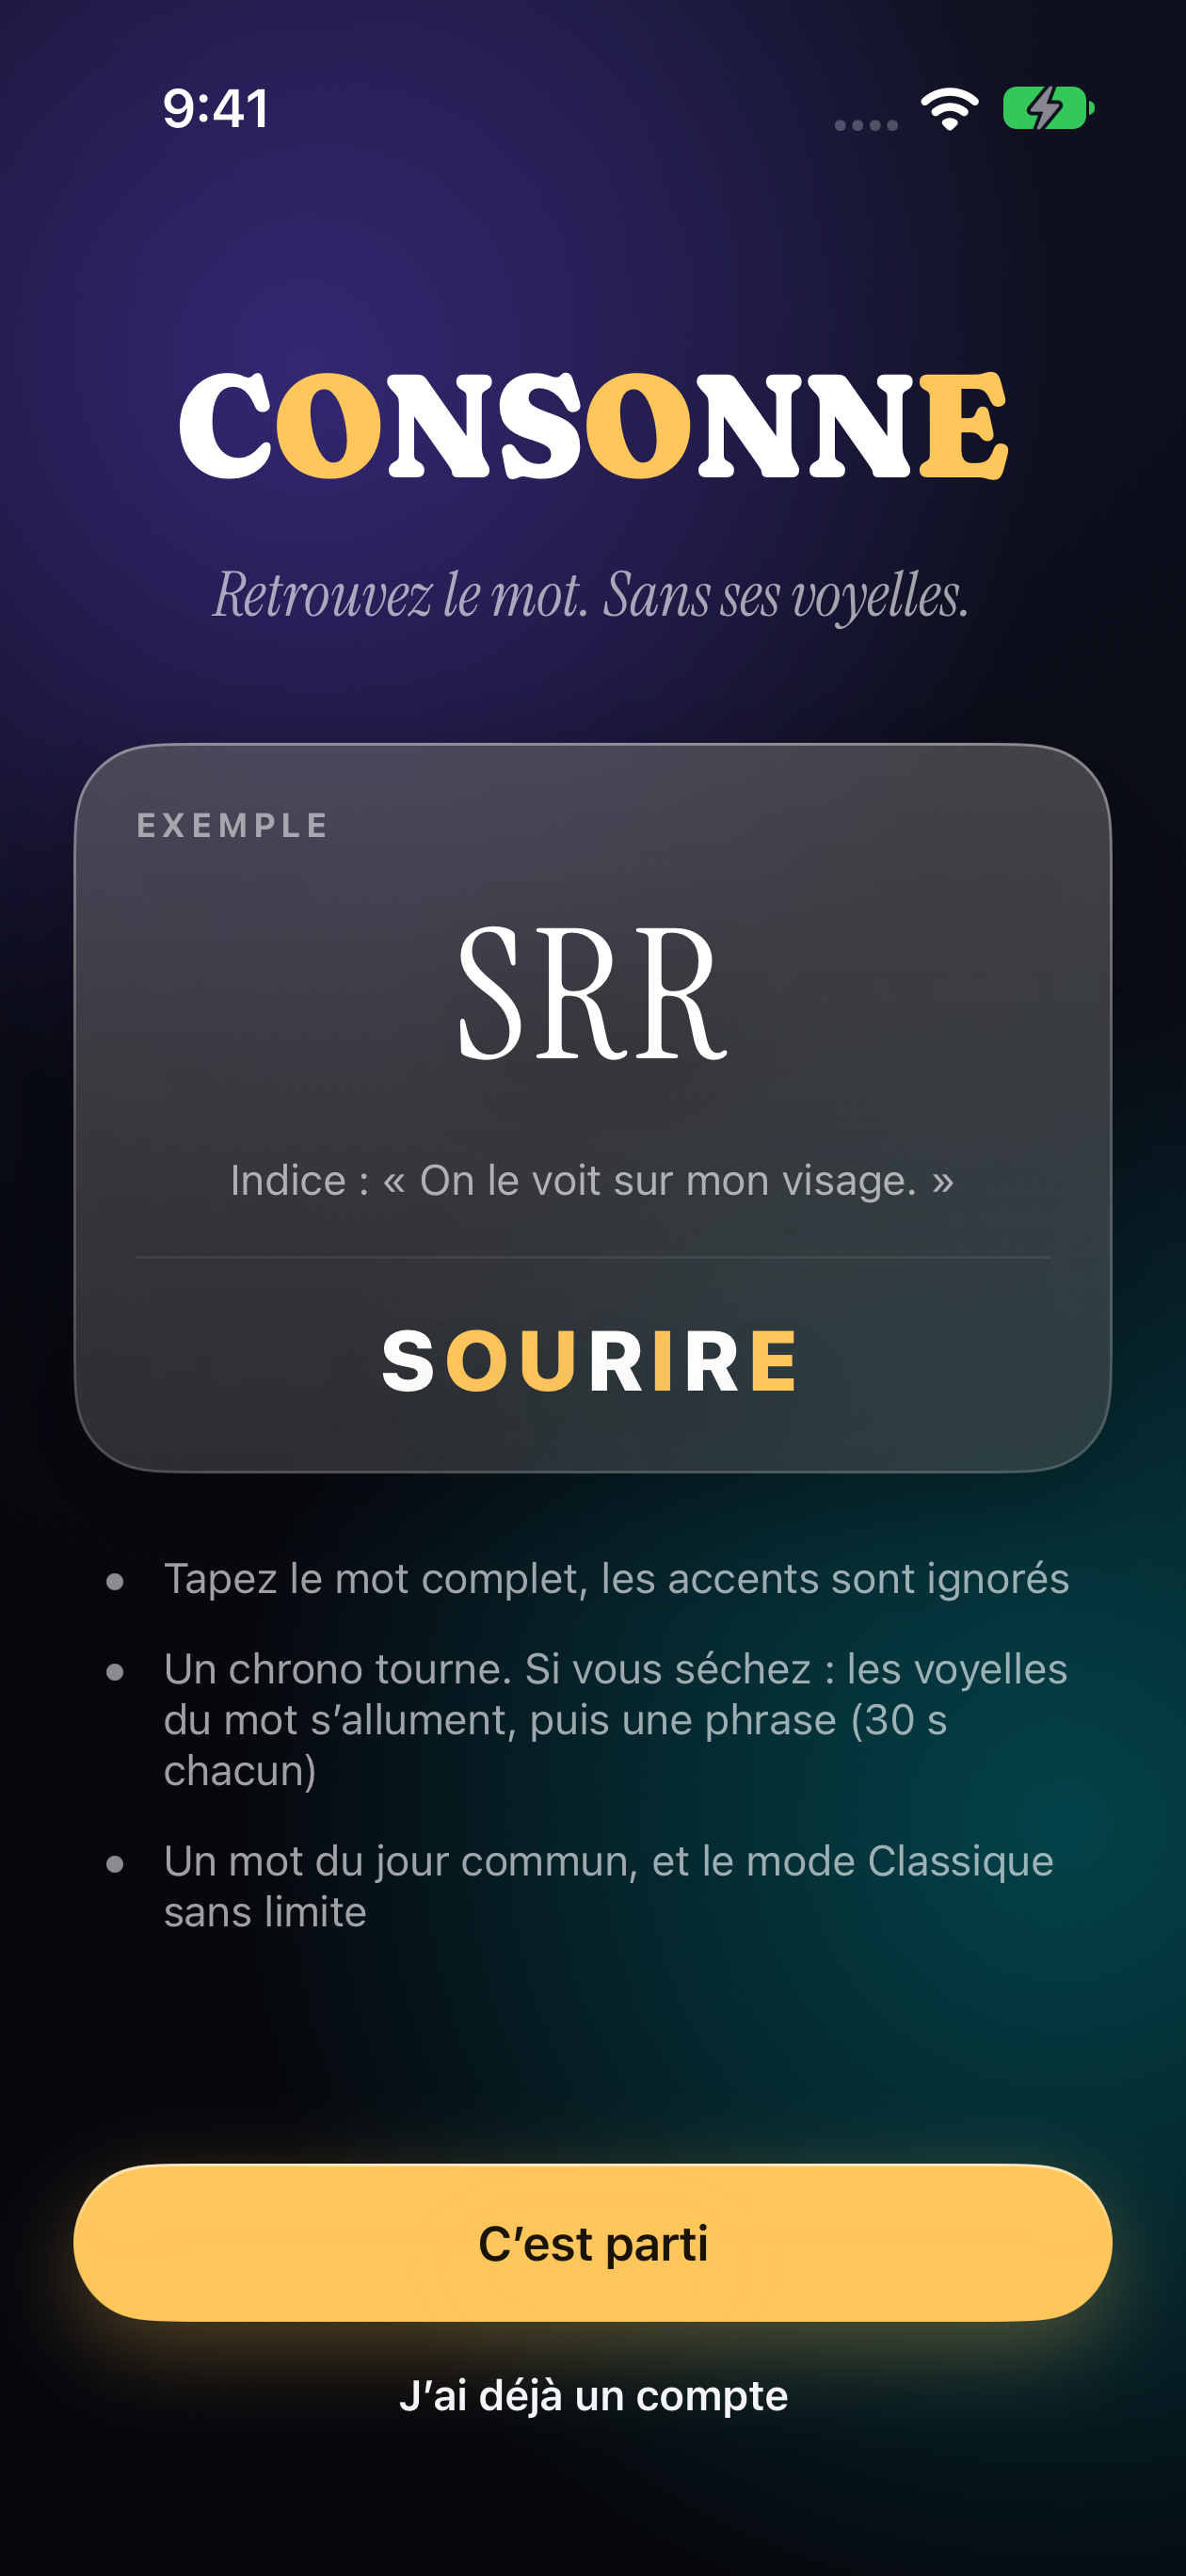 9:41
CONSONNE
Retrouvez le mot. Sans ses voyelles.
EXEMPLE
SRR
Indice : « On le voit sur mon visage. »
SOURIRE
• Tapez le mot complet, les accents sont ignorés
• Un chrono tourne. Si vous séchez : les voyelles
du mot s’allument, puis une phrase (30 s
chacun)
• Un mot du jour commun, et le mode Classique
sans limite
C’est parti
J’ai déjà un compte